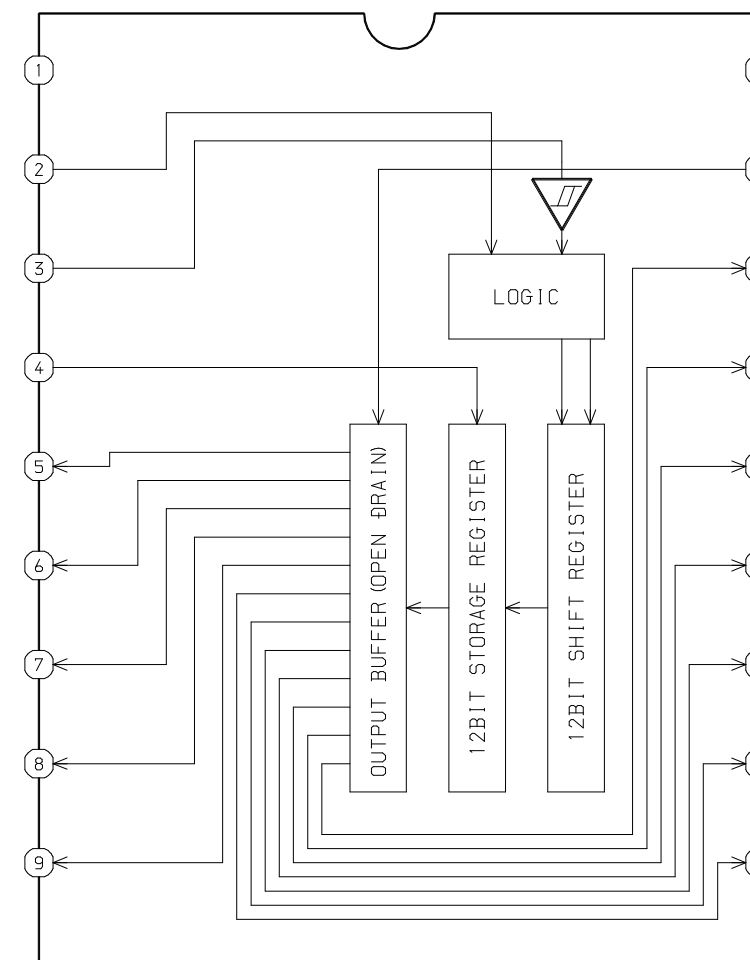 1
2
3
LOGIC
4
5
6
7
8
9
OUTPUT BUFFER (OPEN DRAIN)
12BIT STORAGE REGISTER
12BIT SHIFT REGISTER